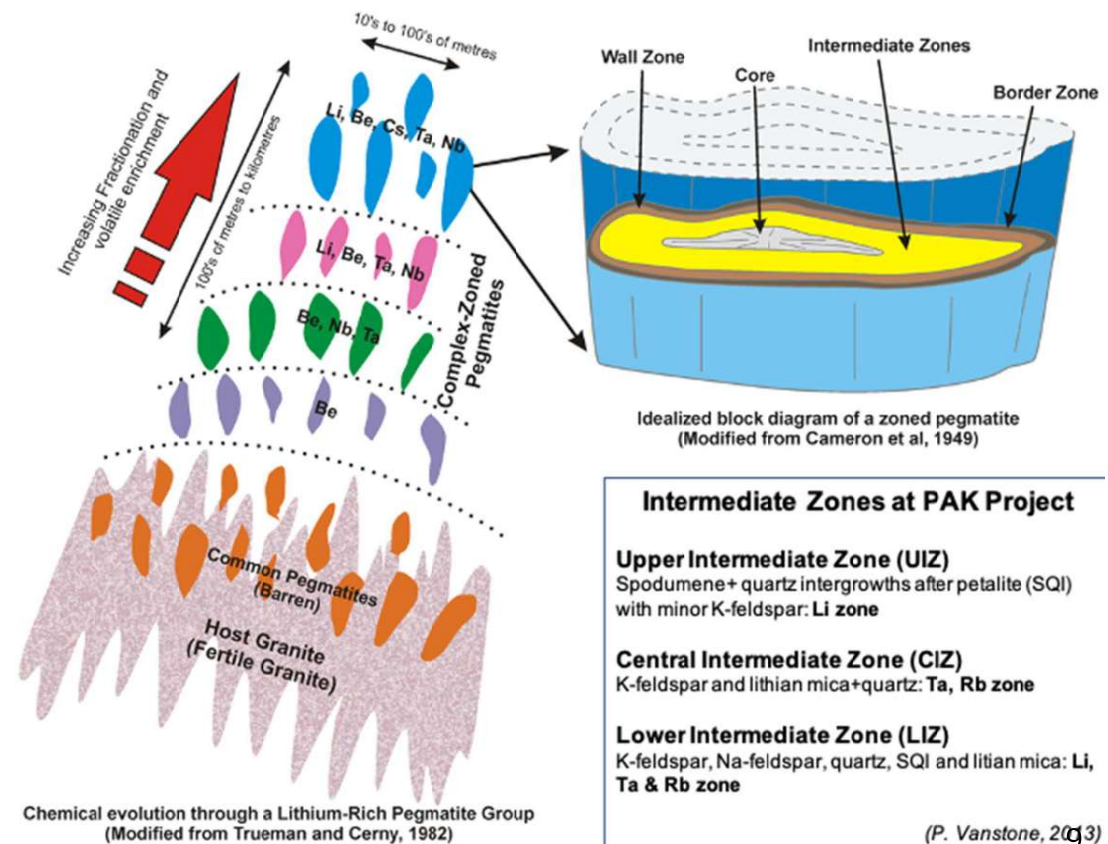 10's to 100's of metres
Increasing Fractionation and
volatile enrichment
100's of metres to kilometres
Li, Be, Cs, Ta, Nb
Li, Be, Ta, Nb
Be, Nb, Ta
Be
Complex-Zoned
Pegmatites
Common Pegmatites
(Barren)
Host Granite
(Fertile Granite)
Chemical evolution through a Lithium-Rich Pegmatite Group
(Modified from Trueman and Cerny, 1982)
Wall Zone
Core
Intermediate Zones
Border Zone
Idealized block diagram of a zoned pegmatite
(Modified from Cameron et al, 1949)
Intermediate Zones at PAK Project
Upper Intermediate Zone (UIZ)
Spodumene+ quartz intergrowths after petalite (SQI)
with minor K-feldspar: Li zone
Central Intermediate Zone (CIZ)
K-feldspar and lithian mica+quartz: Ta, Rb zone
Lower Intermediate Zone (LIZ)
K-feldspar, Na-feldspar, quartz, SQI and litian mica: Li,
Ta & Rb zone
(P. Vanstone, 2013)
9